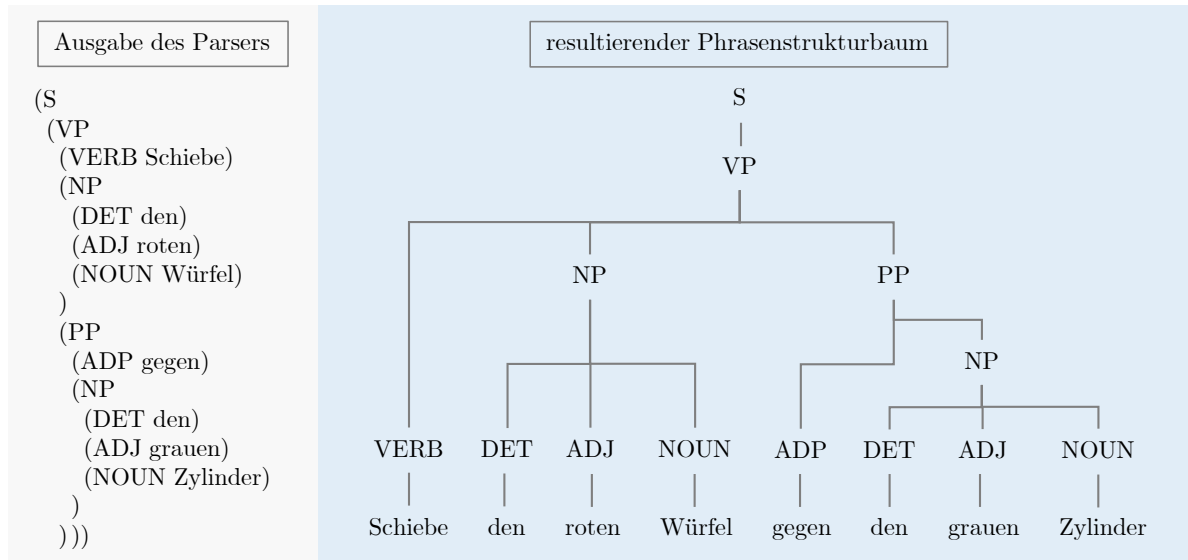 Ausgabe des Parsers
(S
(VP
(VERB Schiebe)
(NP
(DET den)
(ADJ roten)
(NOUN Würfel)
)
(PP
(ADP gegen)
(NP
(DET den)
(ADJ grauen)
(NOUN Zylinder)
)
) ) )
resultierender Phrasenstrukturbaum
S
VP
NP PP
NP
VERB DET ADJ NOUN ADP DET ADJ NOUN
Schiebe den roten Würfel gegen den grauen Zylinder